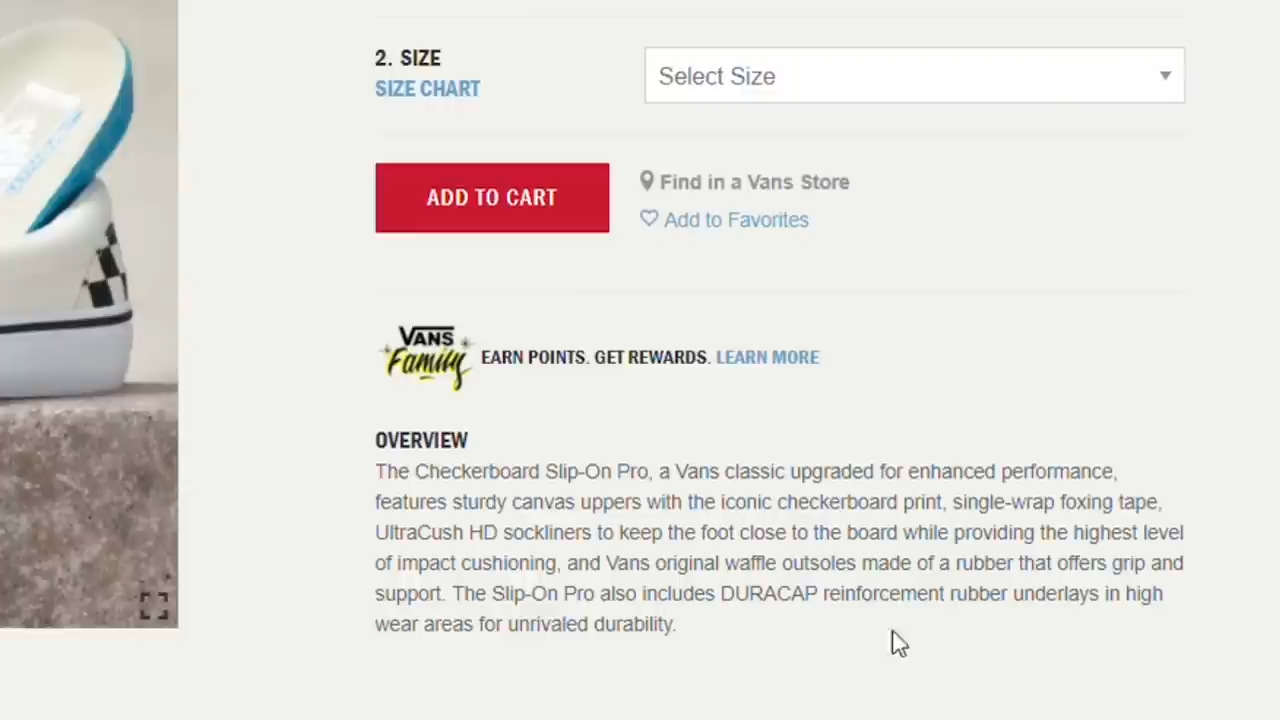 2. SIZE
SIZE CHART
Select Size
ADD TO CART
Find in a Vans Store
Add to Favorites
VANS
Family
EARN POINTS. GET REWARDS. LEARN MORE
OVERVIEW
The Checkerboard Slip-On Pro, a Vans classic upgraded for enhanced performance,
features sturdy canvas uppers with the iconic checkerboard print, single-wrap foxing tape,
UltraCush HD sockliners to keep the foot close to the board while providing the highest level
of impact cushioning, and Vans original waffle outsoles made of a rubber that offers grip and
support. The Slip-On Pro also includes DURACAP reinforcement rubber underlays in high
wear areas for unrivaled durability.